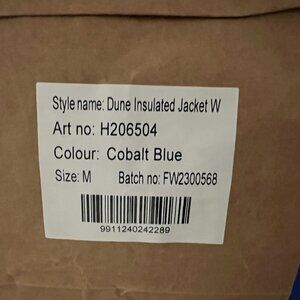 Style name: Dune Insulated Jacket W
Art no: H206504
Colour: Cobalt Blue
Size: M Batch no: FW2300568
9911240242289